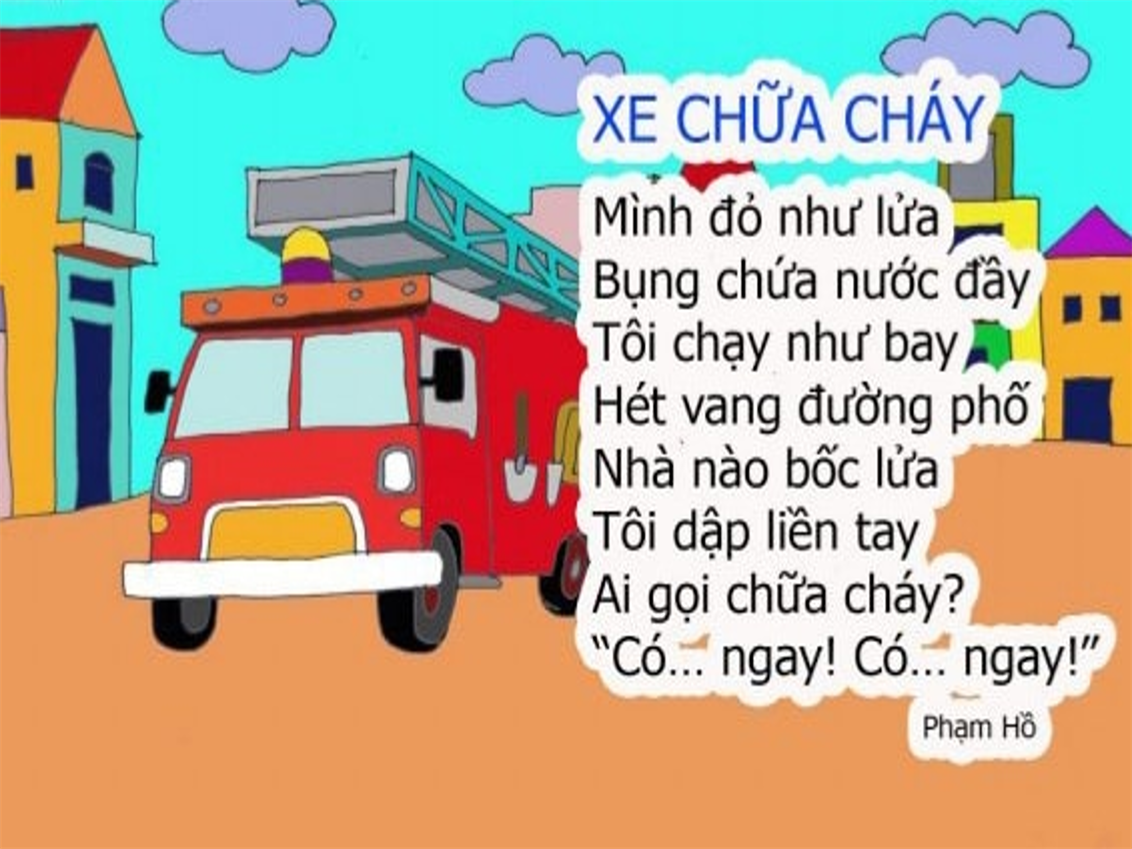 XE CHỮA CHÁY
Mình đỏ như lửa
Bụng chứa nước đầy
Tôi chạy như bay
Hét vang đường phố
Nhà nào bốc lửa
Tôi dập liền tay
Ai gọi chữa cháy?
“Có... ngay! Có... ngay!”
Phạm Hồ